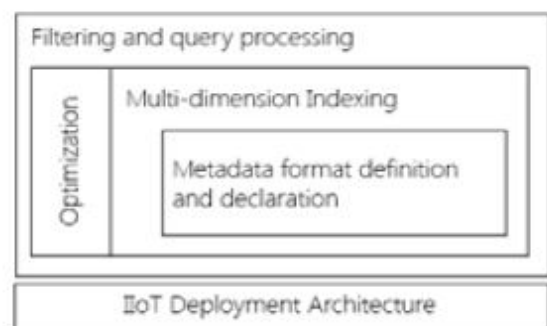 Filtering and query processing
Optimization
Multi-dimension Indexing
Metadata format definition
and declaration
IIoT Deployment Architecture